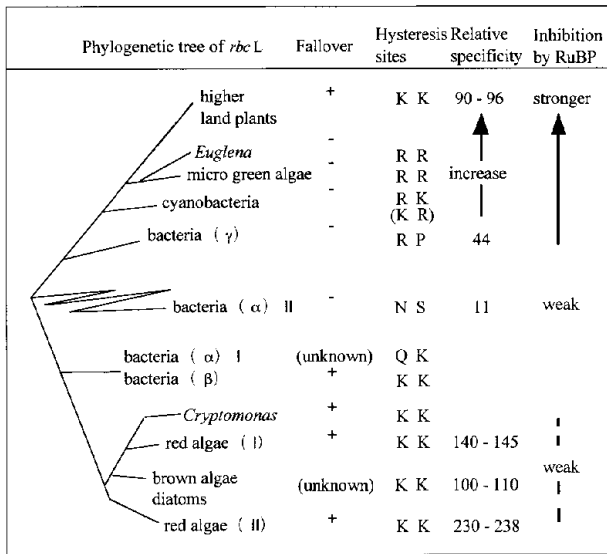 Phylogenetic tree of rbc L Fallover Hysteresis sites Relative specificity Inhibition by RuBP
higher land plants + K K 90 - 96 stronger
Euglena - R R
micro green algae - R R increase
cyanobacteria - R K
(K R)
bacteria ( γ ) - R P 44
bacteria ( α ) II - N S 11 weak
bacteria ( α ) I (unknown) Q K
bacteria ( β ) + K K
Cryptomonas + K K
red algae ( I ) + K K 140 - 145
weak
brown algae diatoms (unknown) K K 100 - 110
red algae ( II ) + K K 230 - 238